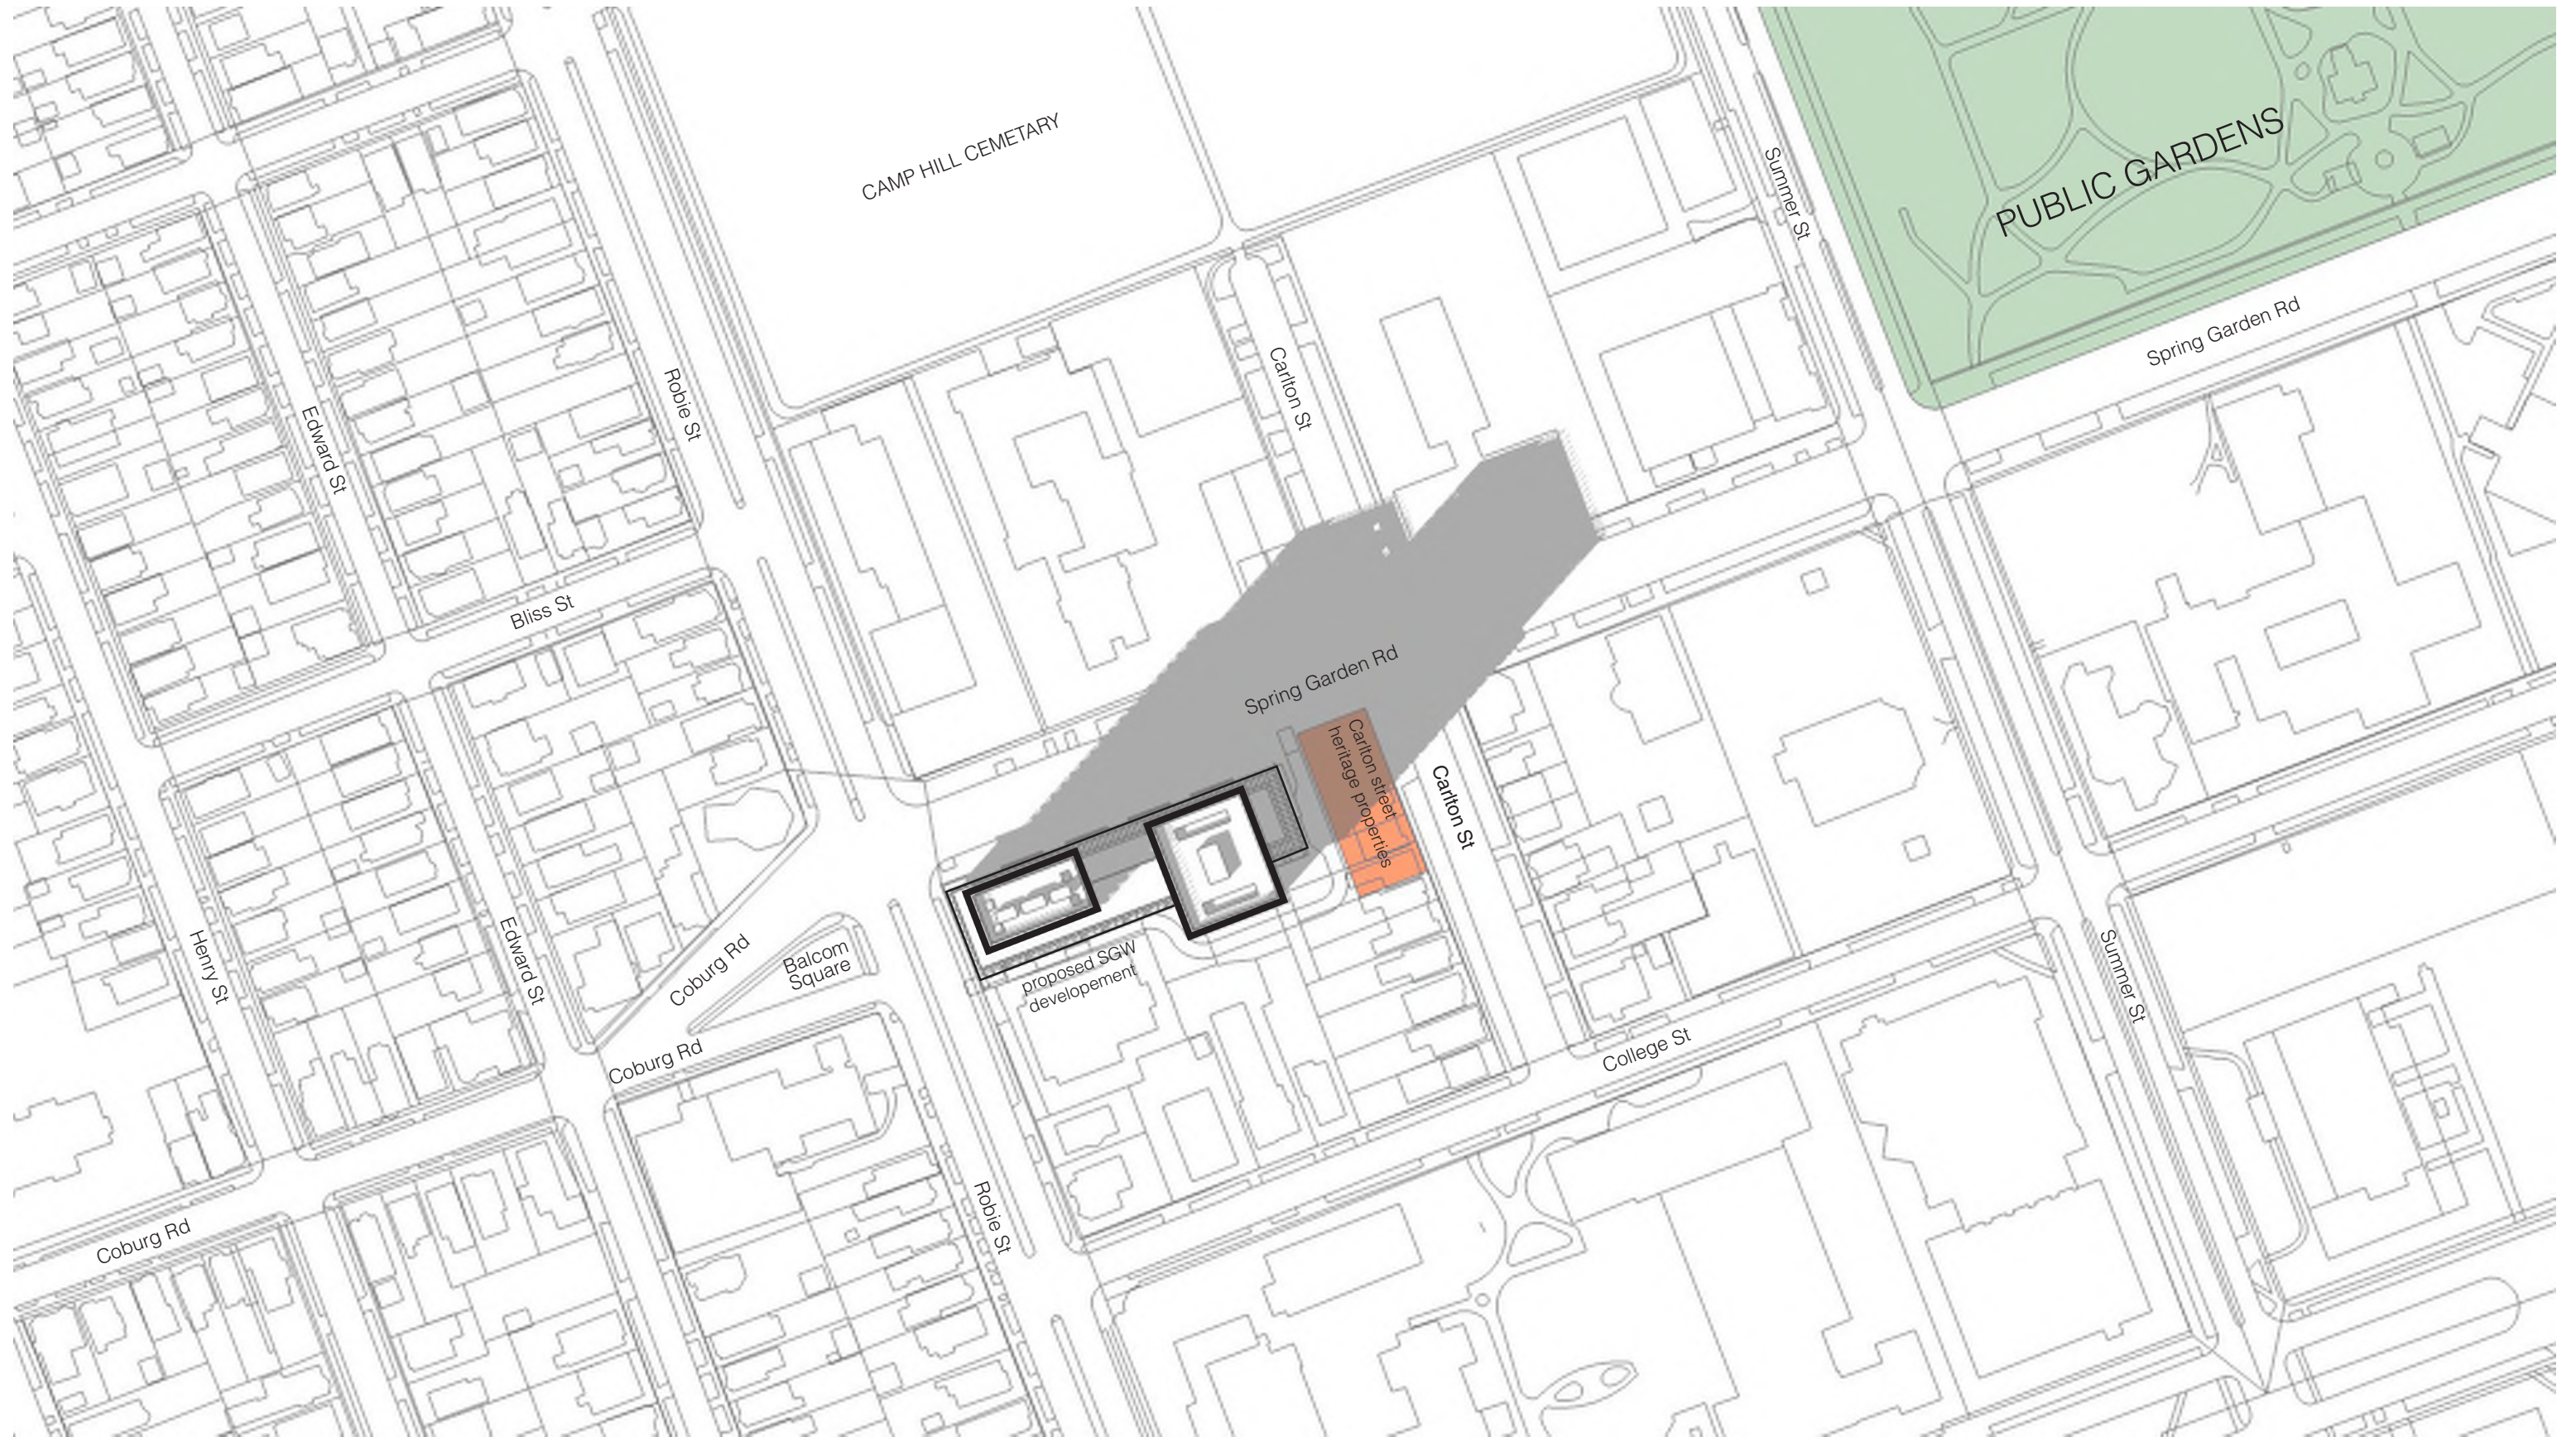 CAMP HILL CEMETARY
PUBLIC GARDENS
Summer St
Spring Garden Rd
Carlton St
Robie St
Edward St
Bliss St
Spring Garden Rd
Carlton street
heritage properties
Carlton St
Henry St
Edward St
Coburg Rd
Balcom
Square
proposed SGW
developement
Coburg Rd
College St
Summer St
Robie St
Coburg Rd